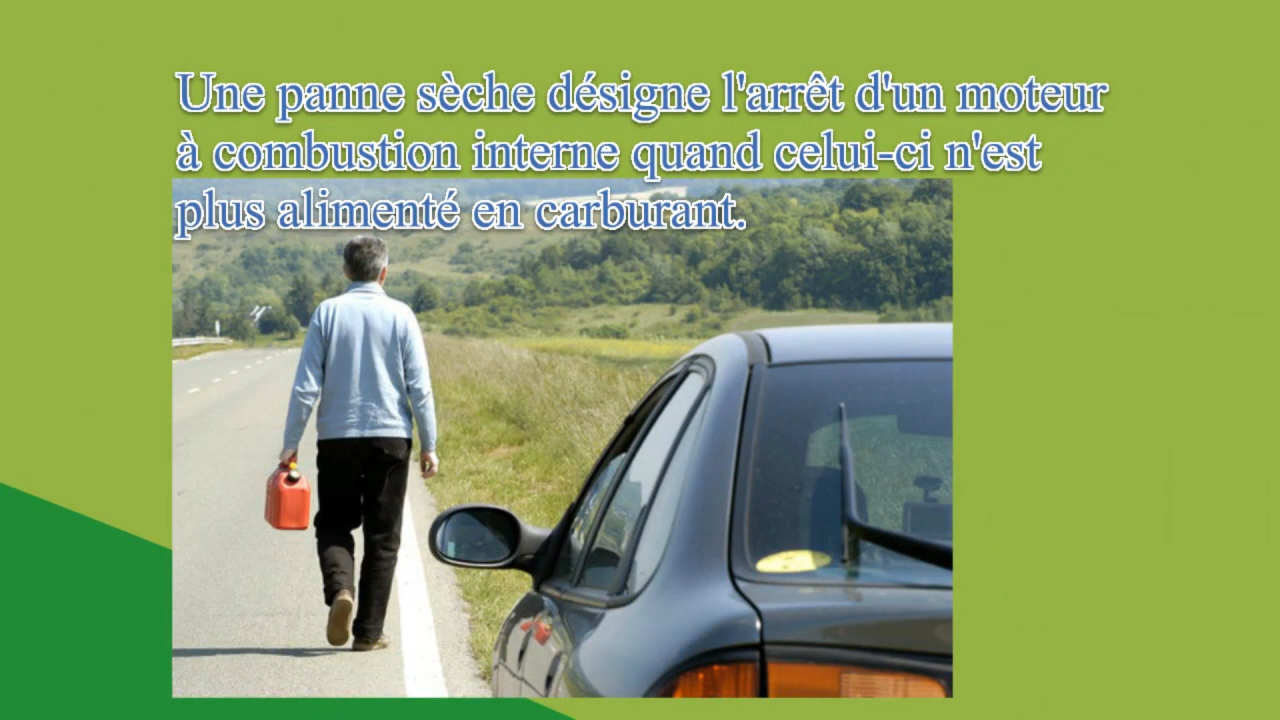 Une panne sèche désigne l'arrêt d'un moteur
à combustion interne quand celui-ci n'est
plus alimenté en carburant.